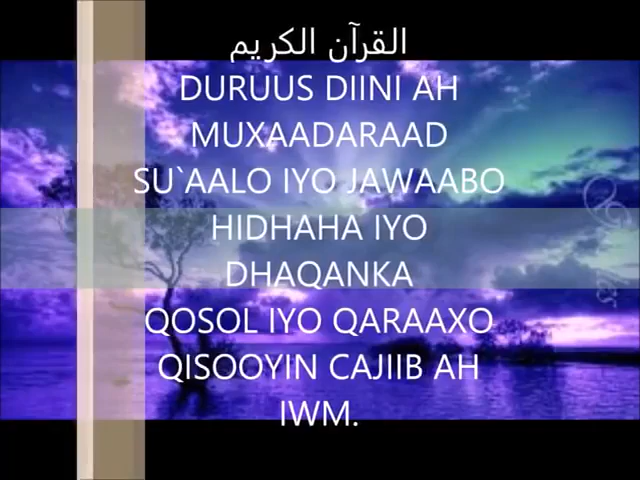 القرآن الكريم
DURUUS DIINI AH
MUXAADARAAD
SU`AALO IYO JAWAABO
HIDHAHA IYO
DHAQANKA
QOSOL IYO QARAAXO
QISOOYIN CAJIIB AH
IWM.